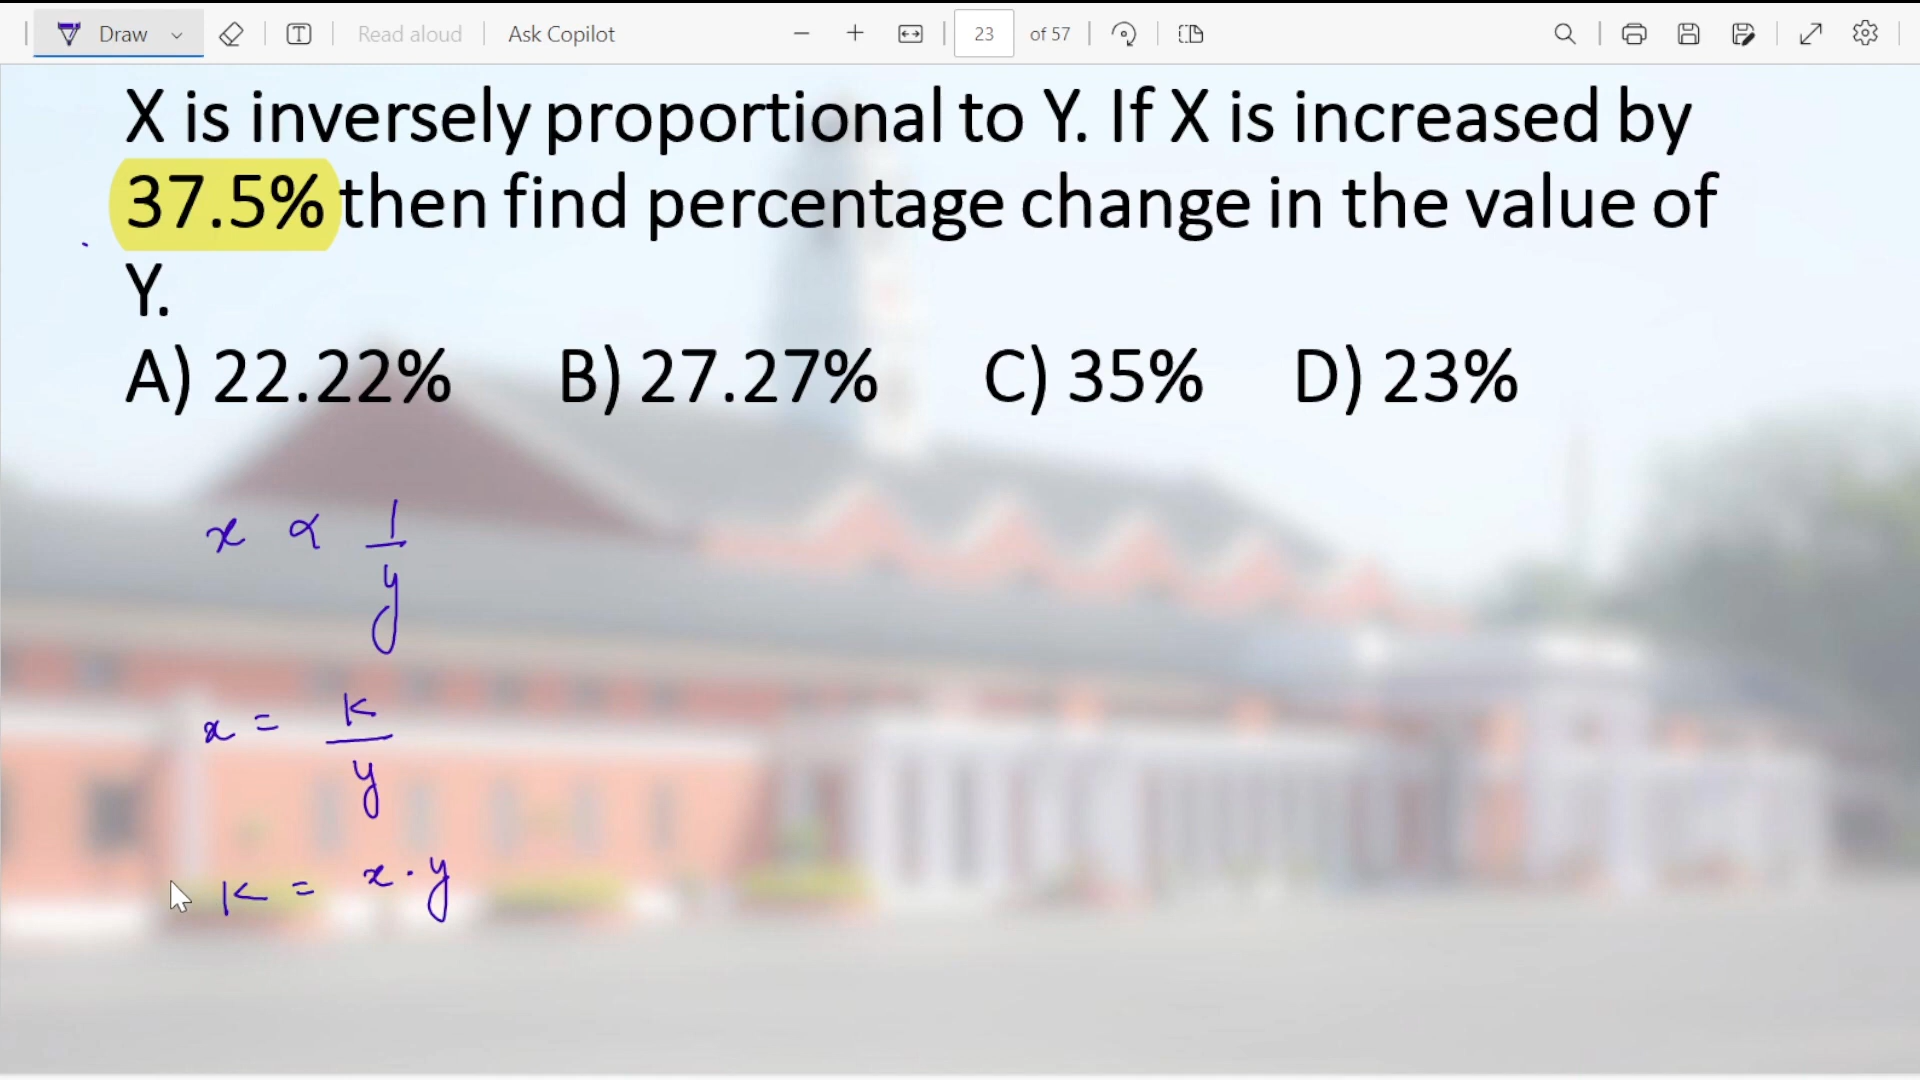 Draw Read aloud Ask Copilot 23 of 57
X is inversely proportional to Y. If X is increased by
37.5% then find percentage change in the value of
Y.
A) 22.22% B) 27.27% C) 35% D) 23%
x ∝ 1/y
x = K/y
K = x · y